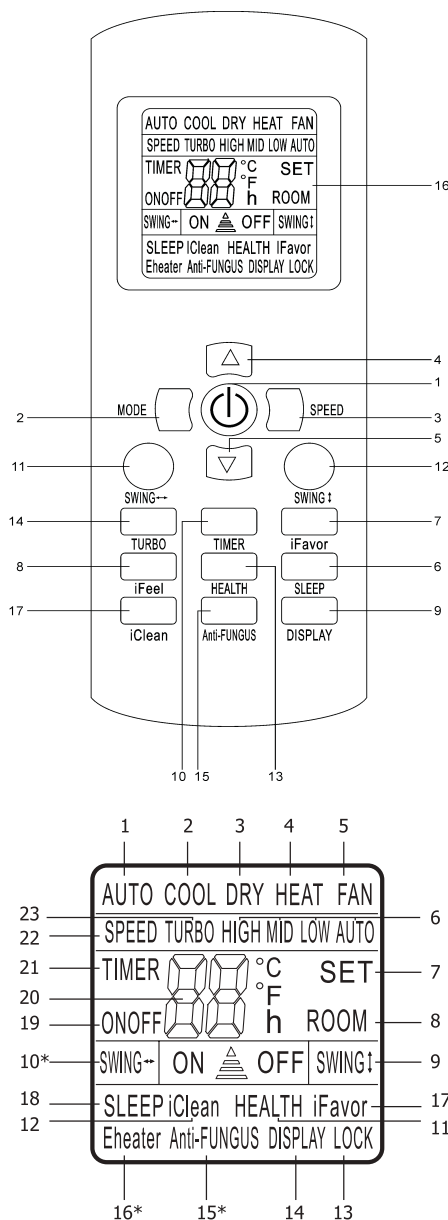 AUTO COOL DRY HEAT FAN
SPEED TURBO HIGH MID LOW AUTO
TIMER 88 °C SET
°F
ONOFF h ROOM
16
SWING↔ ON OFF SWING↕
SLEEP IClean HEALTH IFavor
Eheater Anti-FUNGUS DISPLAY LOCK
4
1
2 MODE SPEED 3
5
11 12
SWING↔ SWING↕
14 7
TURBO TIMER iFavor
8 6
iFeel HEALTH SLEEP
17 9
iClean Anti-FUNGUS DISPLAY
10 15 13
1 2 3 4 5
AUTO COOL DRY HEAT FAN
23 6
22 SPEED TURBO HIGH MID LOW AUTO
21 TIMER 88 °C SET 7
20 °F
19 ONOFF h ROOM 8
10* SWING↔ ON OFF SWING↕ 9
18 SLEEP iClean HEALTH iFavor 17
12 11
Eheater Anti-FUNGUS DISPLAY LOCK
16* 15* 14 13